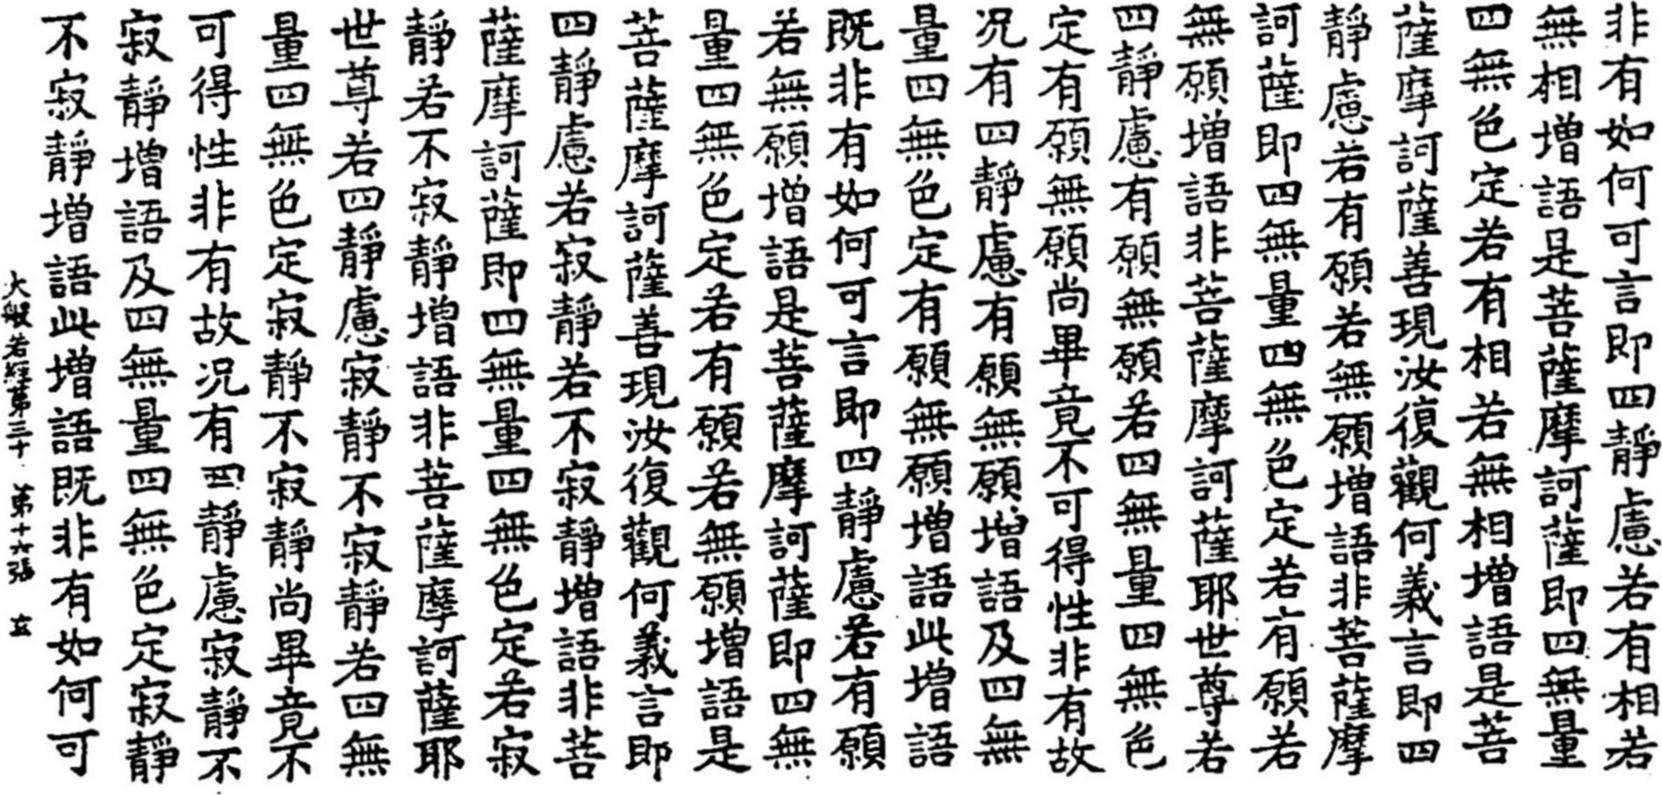 非有如何可言即四靜慮若有相若
無相增語是菩薩摩訶薩即四無量
四無色定若有相若無相增語是菩
薩摩訶薩善現汝復觀何義言即四
靜慮若有願若無願增語非菩薩摩
訶薩即四無量四無色定若有願若
無願增語非菩薩摩訶薩耶世尊若
四靜慮有願無願若四無量四無色
定有願無願尚畢竟不可得性非有故
况有四靜慮有願無願增語及四無
量四無色定有願無願增語此增語
既非有如何可言即四靜慮若有願
若無願增語是菩薩摩訶薩即四無
量四無色定若有願若無願增語是
菩薩摩訶薩善現汝復觀何義言即
四靜慮若寂靜若不寂靜增語非菩
薩摩訶薩即四無量四無色定若寂
靜若不寂靜增語非菩薩摩訶薩耶
世尊若四靜慮寂靜不寂靜若四無
量四無色定寂靜不寂靜尚畢竟不
可得性非有故况有四靜慮寂靜不
寂靜增語及四無量四無色定寂靜
不寂靜增語此增語既非有如何可
大般若經第三十 第十六張 玄